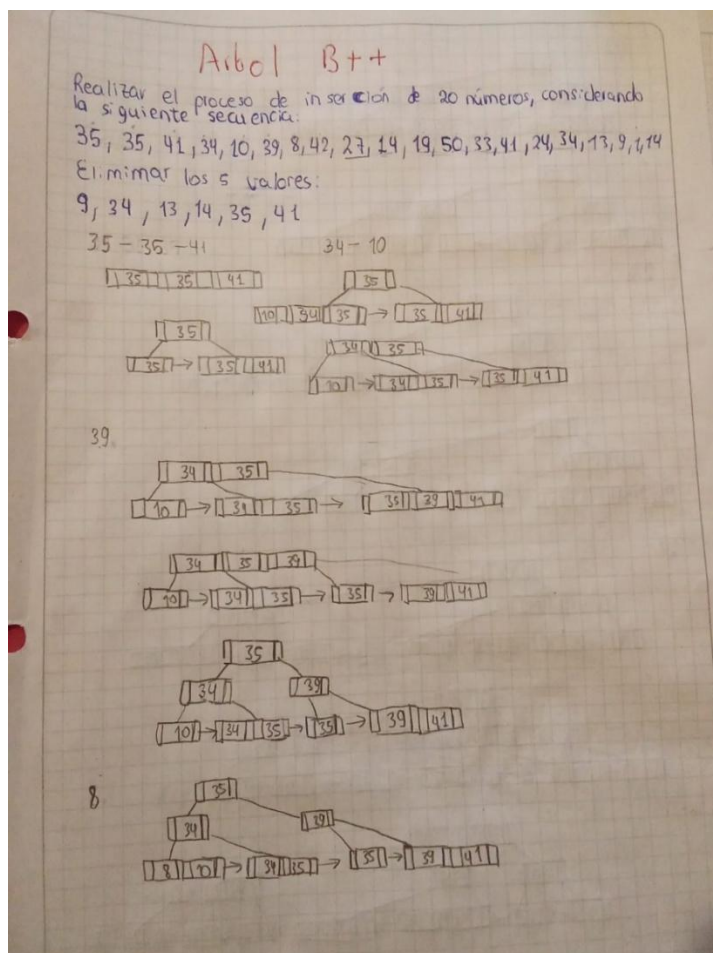 Arbol B++
Realizar el proceso de inserción de 20 números, considerando
la siguiente secuencia:
35, 35, 41, 34, 10, 39, 8, 42, 27, 14, 19, 50, 33, 41, 24, 34, 13, 9, 1, 14
Elimimar los 5 valores:
9, 34, 13, 14, 35, 41
35 - 35 - 41 34 - 10
35 35 41
35
10 34 35 → 35 41
35
35 → 35 41
34 35
10 → 34 35 → 35 41
39.
34 35
10 → 34 35 → 35 39 41
34 35 39
10 → 34 35 → 35 → 39 41
35
34 39
10 → 34 35 → 35 → 39 41
8
35
34 39
8 10 → 34 35 → 35 → 39 41